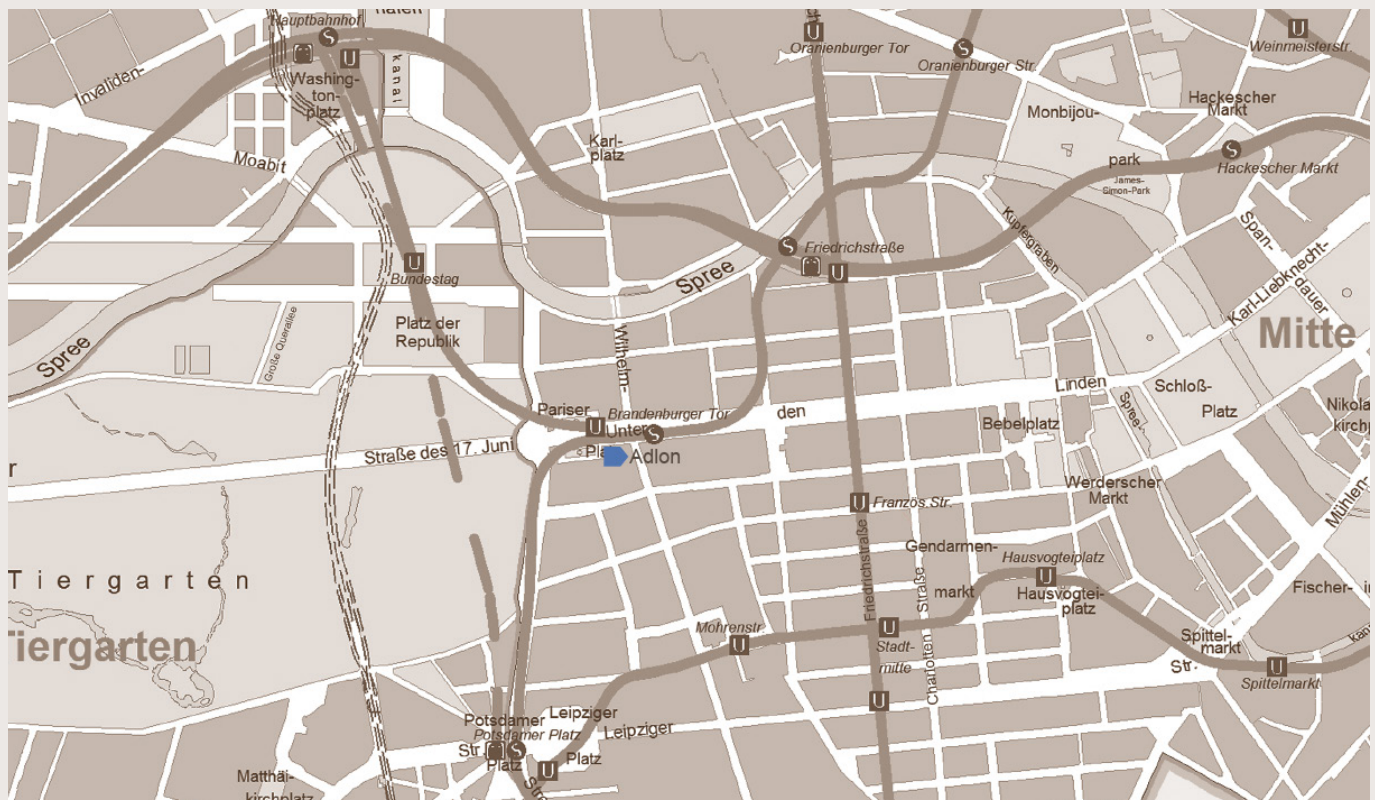 Hauptbahnhof
hafen
kanal
Oranienburger Tor
Oranienburger Str.
Weinmeisterstr.
Invaliden-
Washing-
ton-
platz
Moabit
Karl-
platz
Monbijou-
park
James-
Simon-Park
Hackescher
Markt
Hackescher Markt
Kupfergraben
Span-
dauer
Karl-Liebknecht-
Mitte
Friedrichstraße
Spree
Bundestag
Platz der
Republik
Große Querallee
Spree
Wilhelm-
Pariser
Brandenburger Tor
Unter
den
Linden
Adlon
Straße des 17. Juni
Schloß-
Platz
Spree-
Bebelplatz
Werderscher
Markt
Mühlen-
Französ.Str.
Friedrichstraße
Gendarmen-
markt
Charlotten Straße
Hausvogteiplatz
Hausvogtei-
platz
Fischer-
Tiergarten
Tiergarten
Mohrenstr.
Stadt-
mitte
Spittel-
markt
Str.
Spittelmarkt
Potsdamer
Potsdamer Platz
Str.
Platz
Leipziger
Platz
Leipziger
Matthäi-
kirchplatz